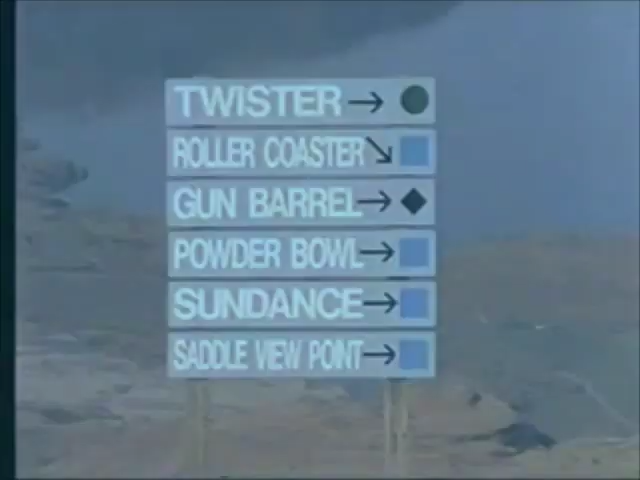 TWISTER →
ROLLER COASTER ↘
GUN BARREL →
POWDER BOWL →
SUNDANCE →
SADDLE VIEW POINT →